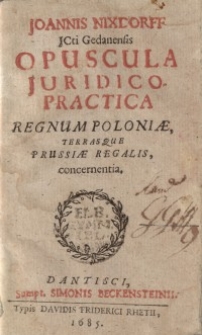 JOANNIS NIXDORFF
JCti Gedanensis
OPUSCULA
JURIDICO-
PRACTICA
REGNUM POLONIÆ,
TERRASQUE
PRUSSIÆ REGALIS,
concernentia.
DANTISCI,
Sumpt. SIMONIS BECKENSTEINII.
Typis DAVIDIS FRIDERICI RHETII,
1685.